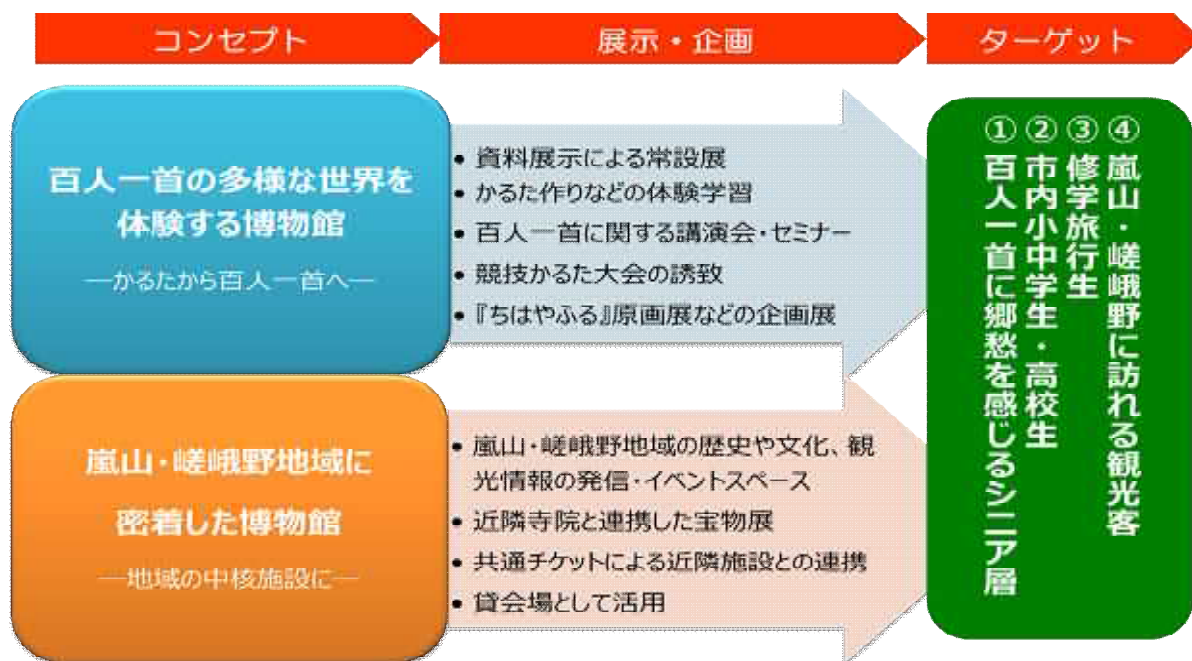 コンセプト
展示・企画
ターゲット
百人一首の多様な世界を
体験する博物館
―かるたから百人一首へ―
• 資料展示による常設展
• かるた作りなどの体験学習
• 百人一首に関する講演会・セミナー
• 競技かるた大会の誘致
• 『ちはやふる』原画展などの企画展
嵐山・嵯峨野地域に
密着した博物館
―地域の中核施設に―
• 嵐山・嵯峨野地域の歴史や文化、観
光情報の発信・イベントスペース
• 近隣寺院と連携した宝物展
• 共通チケットによる近隣施設との連携
• 貸会場として活用
① 百人一首に郷愁を感じるシニア層
② 市内小中学生・高校生
③ 修学旅行生
④ 嵐山・嵯峨野に訪れる観光客